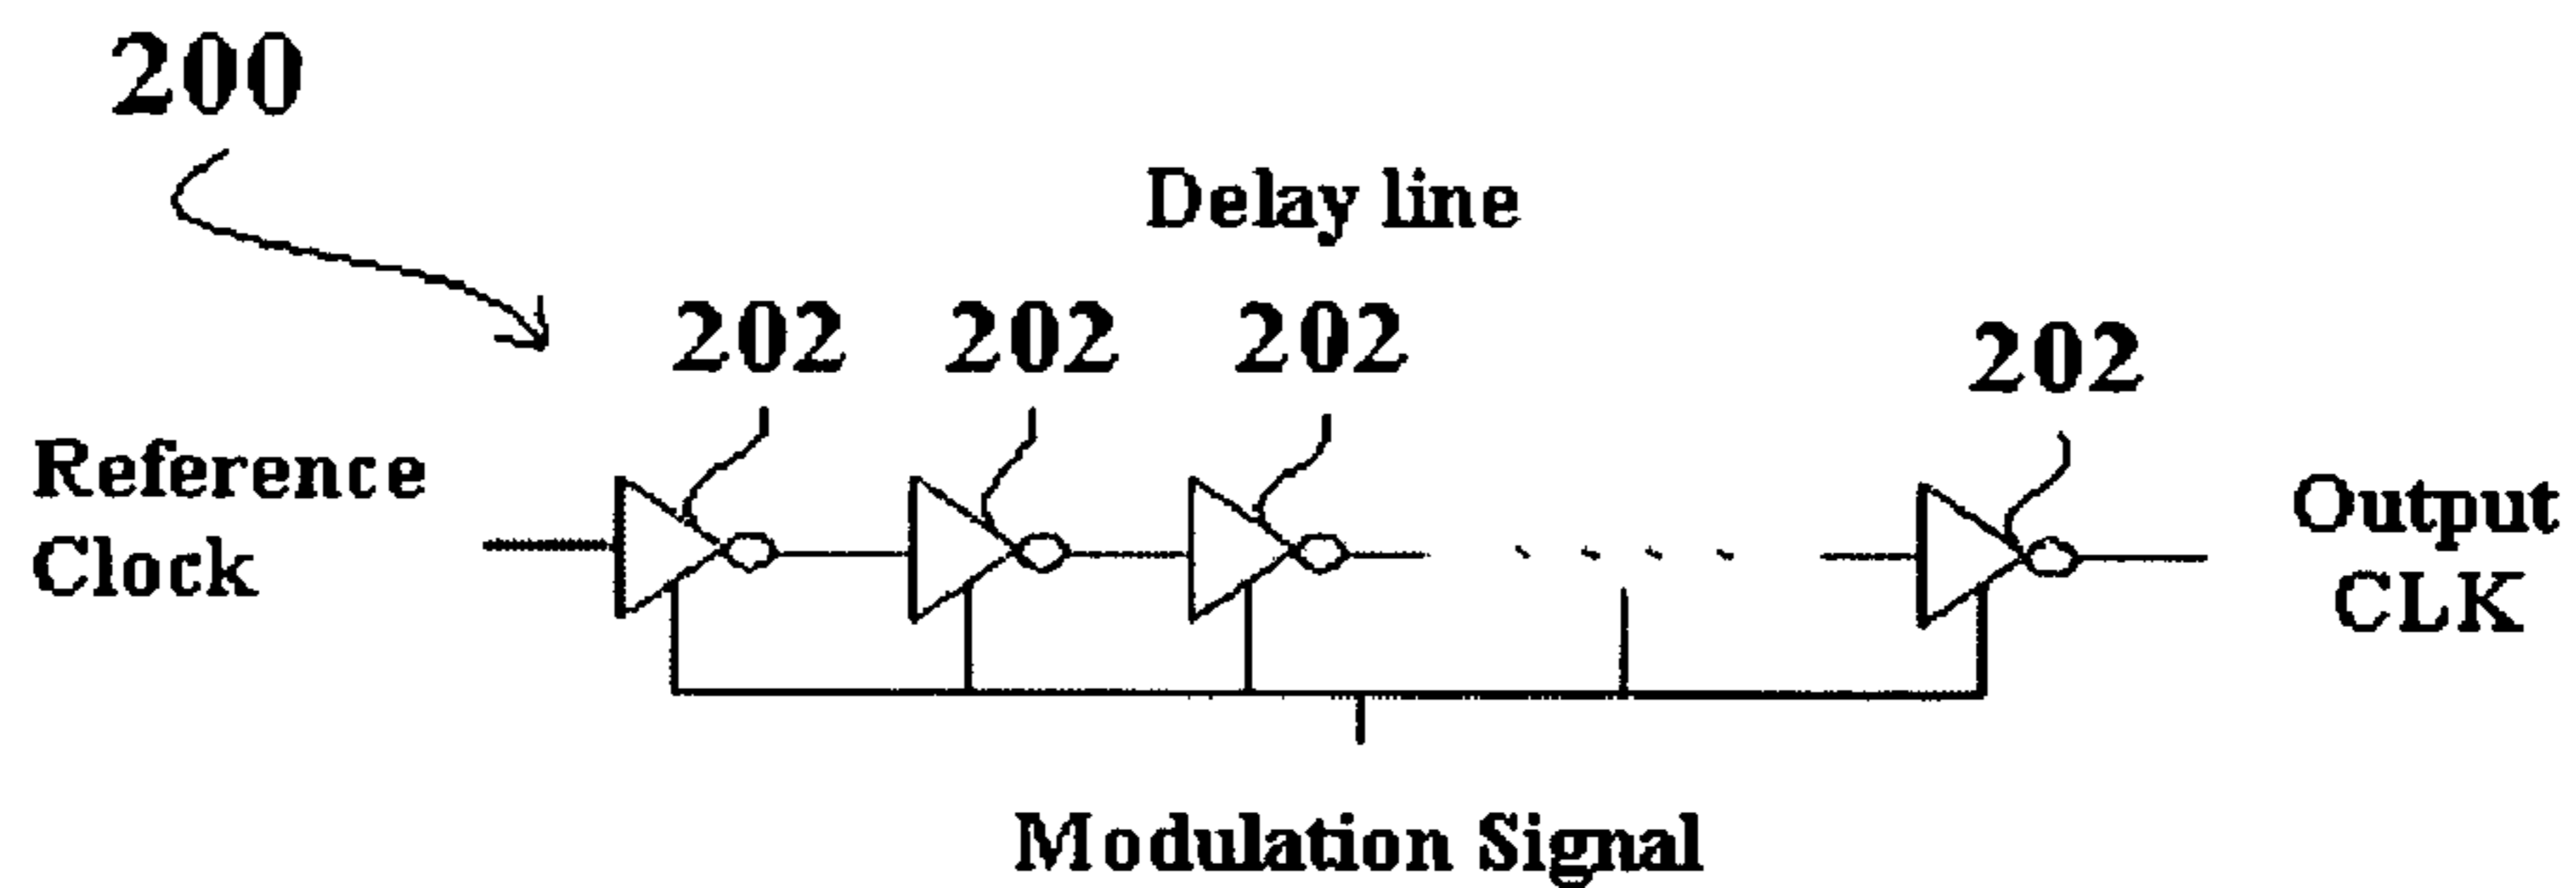 200
Delay line
202 202 202 202
Reference
Clock
Output
CLK
Modulation Signal